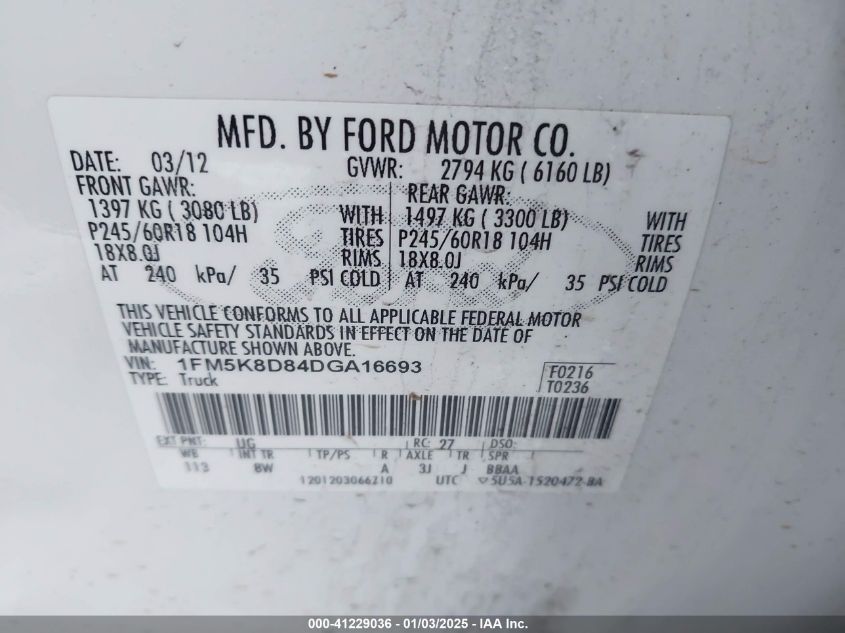 MFD. BY FORD MOTOR CO.
DATE: 03/12 GVWR: 2794 KG ( 6160 LB)
FRONT GAWR: REAR GAWR:
1397 KG ( 3080 LB) WITH 1497 KG ( 3300 LB) WITH
P245/60R18 104H TIRES P245/60R18 104H TIRES
18X8.0J RIMS 18X8.0J RIMS
AT 240 kPa/ 35 PSI COLD AT 240 kPa/ 35 PSI COLD
THIS VEHICLE CONFORMS TO ALL APPLICABLE FEDERAL MOTOR
VEHICLE SAFETY STANDARDS IN EFFECT ON THE DATE OF
MANUFACTURE SHOWN ABOVE.
VIN: 1FM5K8D84DGA16693 F0216
TYPE: Truck T0236
EXT PNT: UG RC: 27 DSO:
WB INT TR TP/PS R AXLE TR SPR
113 8W A 3J J BBAA
1201203066210 UTC ▽5U5A-1520472-BA
000-41229036 - 01/03/2025 - IAA Inc.